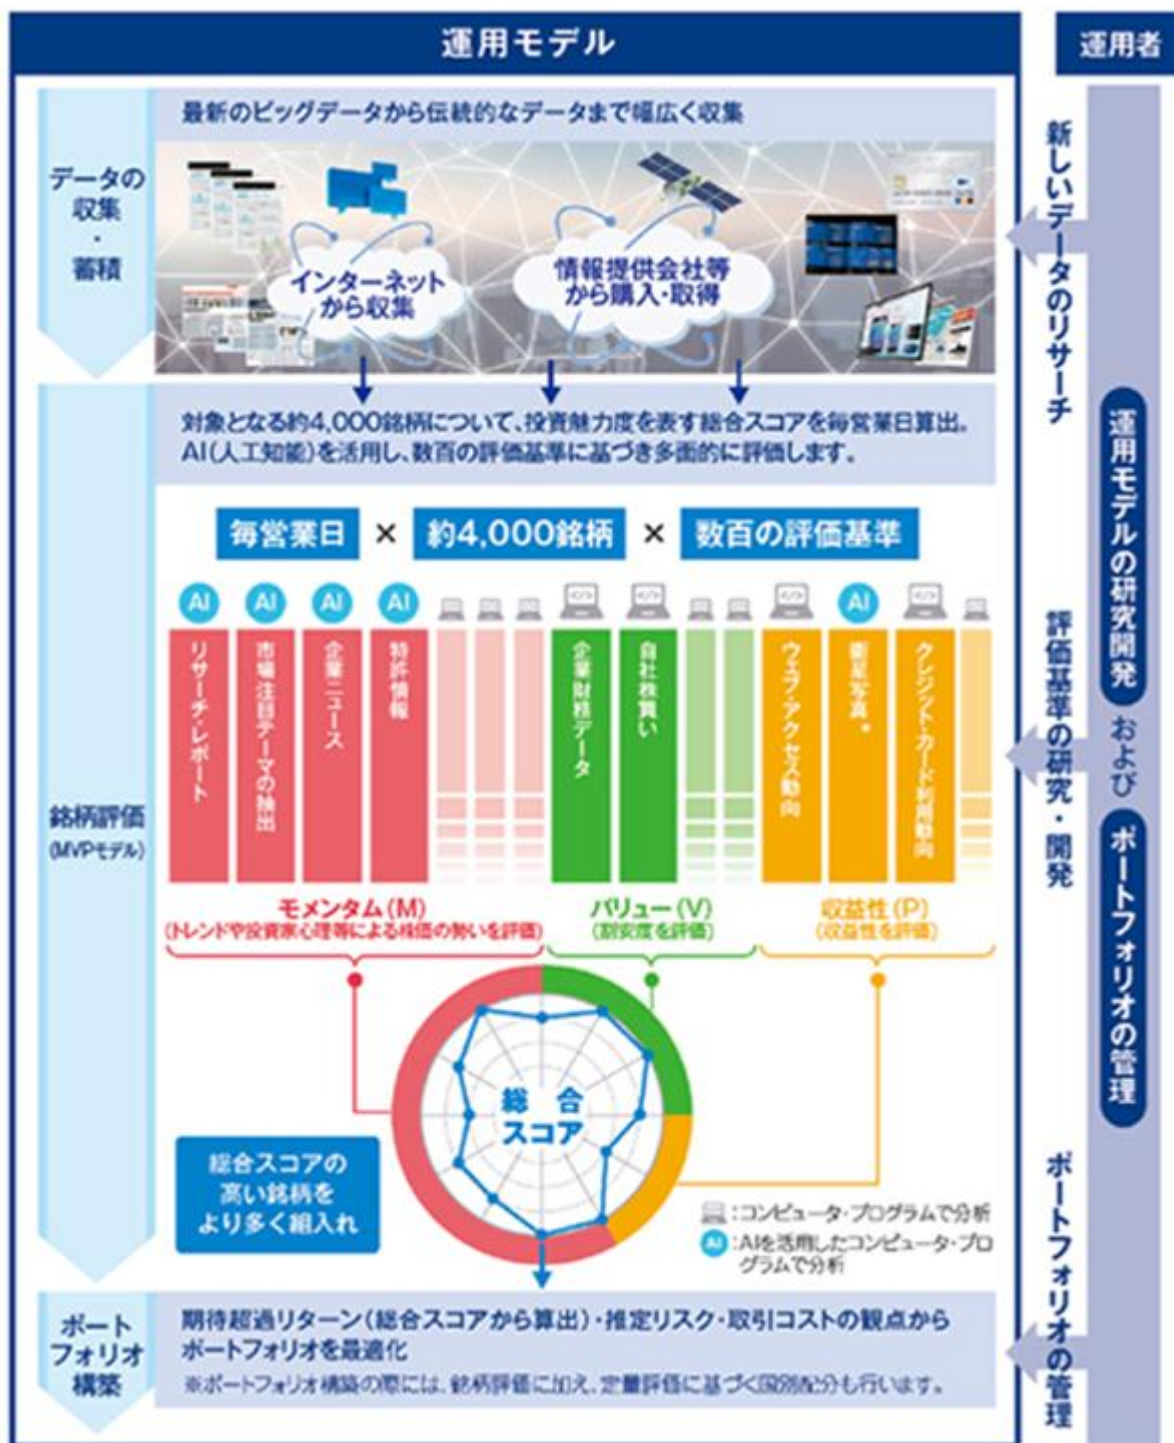 運用モデル
運用者
データの
収集
・
蓄積
最新のビッグデータから伝統的なデータまで幅広く収集
インターネット
から収集
情報提供会社等
から購入・取得
新しいデータのリサーチ
銘柄評価
(MVPモデル)
対象となる約4,000銘柄について、投資魅力度を表す総合スコアを毎営業日算出。
AI(人工知能)を活用し、数百の評価基準に基づき多面的に評価します。
毎営業日 × 約4,000銘柄 × 数百の評価基準
AI
AI
AI
AI
AI
リサーチ・レポート
市場注目テーマの抽出
企業ニュース
特許情報
企業財務データ
自社株買い
ウェブ・アクセス動向
衛星写真*
クレジット・カード利用動向
モメンタム(M)
(トレンドや投資家心理等による株価の勢いを評価)
バリュー(V)
(割安度を評価)
収益性(P)
(収益性を評価)
総合
スコア
総合スコアの
高い銘柄を
より多く組入れ
:コンピュータ・プログラムで分析
AI:AIを活用したコンピュータ・プロ
グラムで分析
評価基準の研究・開発
運用モデルの研究開発
および
ポートフォリオの管理
ポート
フォリオ
構築
期待超過リターン(総合スコアから算出)・推定リスク・取引コストの観点から
ポートフォリオを最適化
※ポートフォリオ構築の際には、銘柄評価に加え、定量評価に基づく国別配分も行います。
ポートフォリオの管理